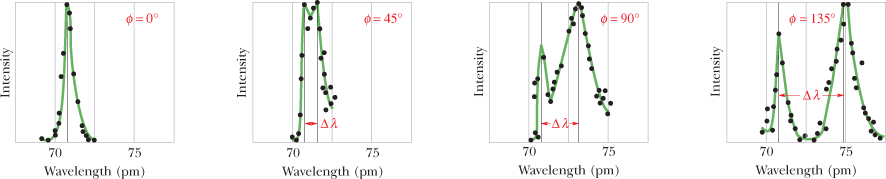 ϕ = 0°
Intensity
70 75
Wavelength (pm)
ϕ = 45°
Intensity
Δλ
70 75
Wavelength (pm)
ϕ = 90°
Intensity
Δλ
70 75
Wavelength (pm)
ϕ = 135°
Intensity
Δλ
70 75
Wavelength (pm)